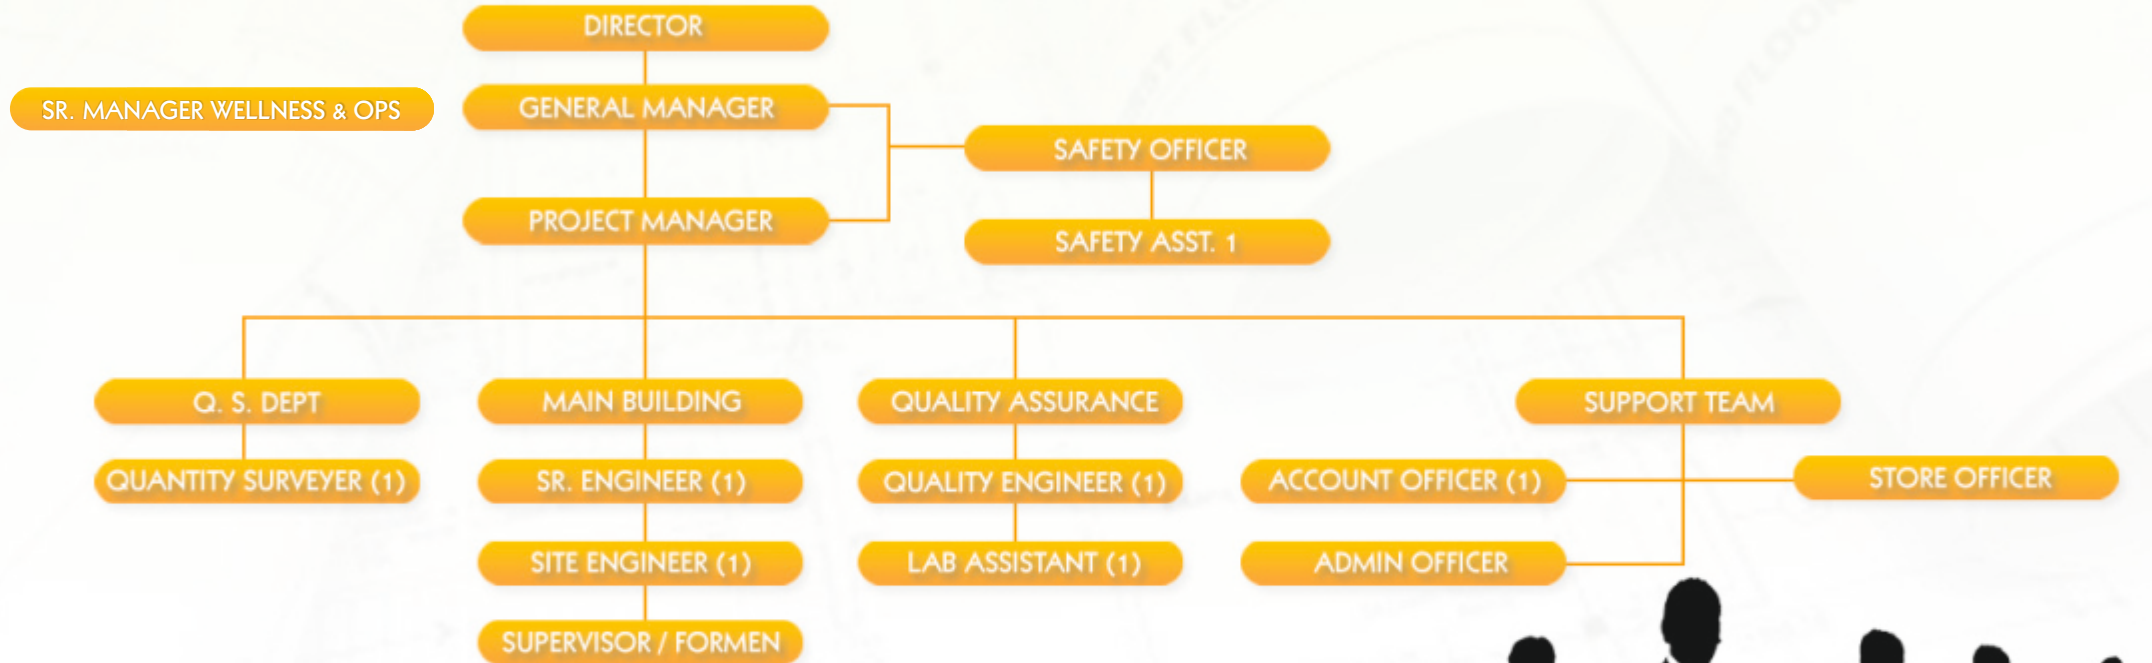 DIRECTOR
SR. MANAGER WELLNESS & OPS
GENERAL MANAGER
SAFETY OFFICER
PROJECT MANAGER
SAFETY ASST. 1
Q. S. DEPT
MAIN BUILDING
QUALITY ASSURANCE
SUPPORT TEAM
QUANTITY SURVEYER (1)
SR. ENGINEER (1)
QUALITY ENGINEER (1)
ACCOUNT OFFICER (1)
STORE OFFICER
SITE ENGINEER (1)
LAB ASSISTANT (1)
ADMIN OFFICER
SUPERVISOR / FORMEN